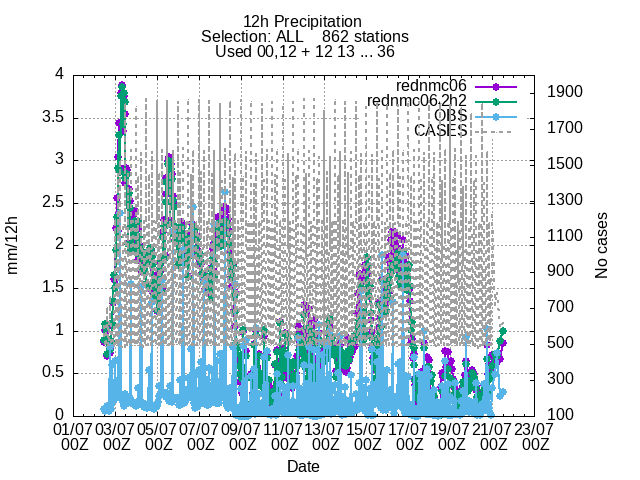 12h Precipitation
Selection: ALL 862 stations
Used 00,12 + 12 13 ... 36
4
3.5
3
2.5
2
1.5
1
0.5
0
mm/12h
1900
1700
1500
1300
1100
900
700
500
300
100
No cases
rednmc06
rednmc06.2h2
OBS
CASES
01/07 03/07 05/07 07/07 09/07 11/07 13/07 15/07 17/07 19/07 21/07 23/07
00Z 00Z 00Z 00Z 00Z 00Z 00Z 00Z 00Z 00Z 00Z 00Z
Date